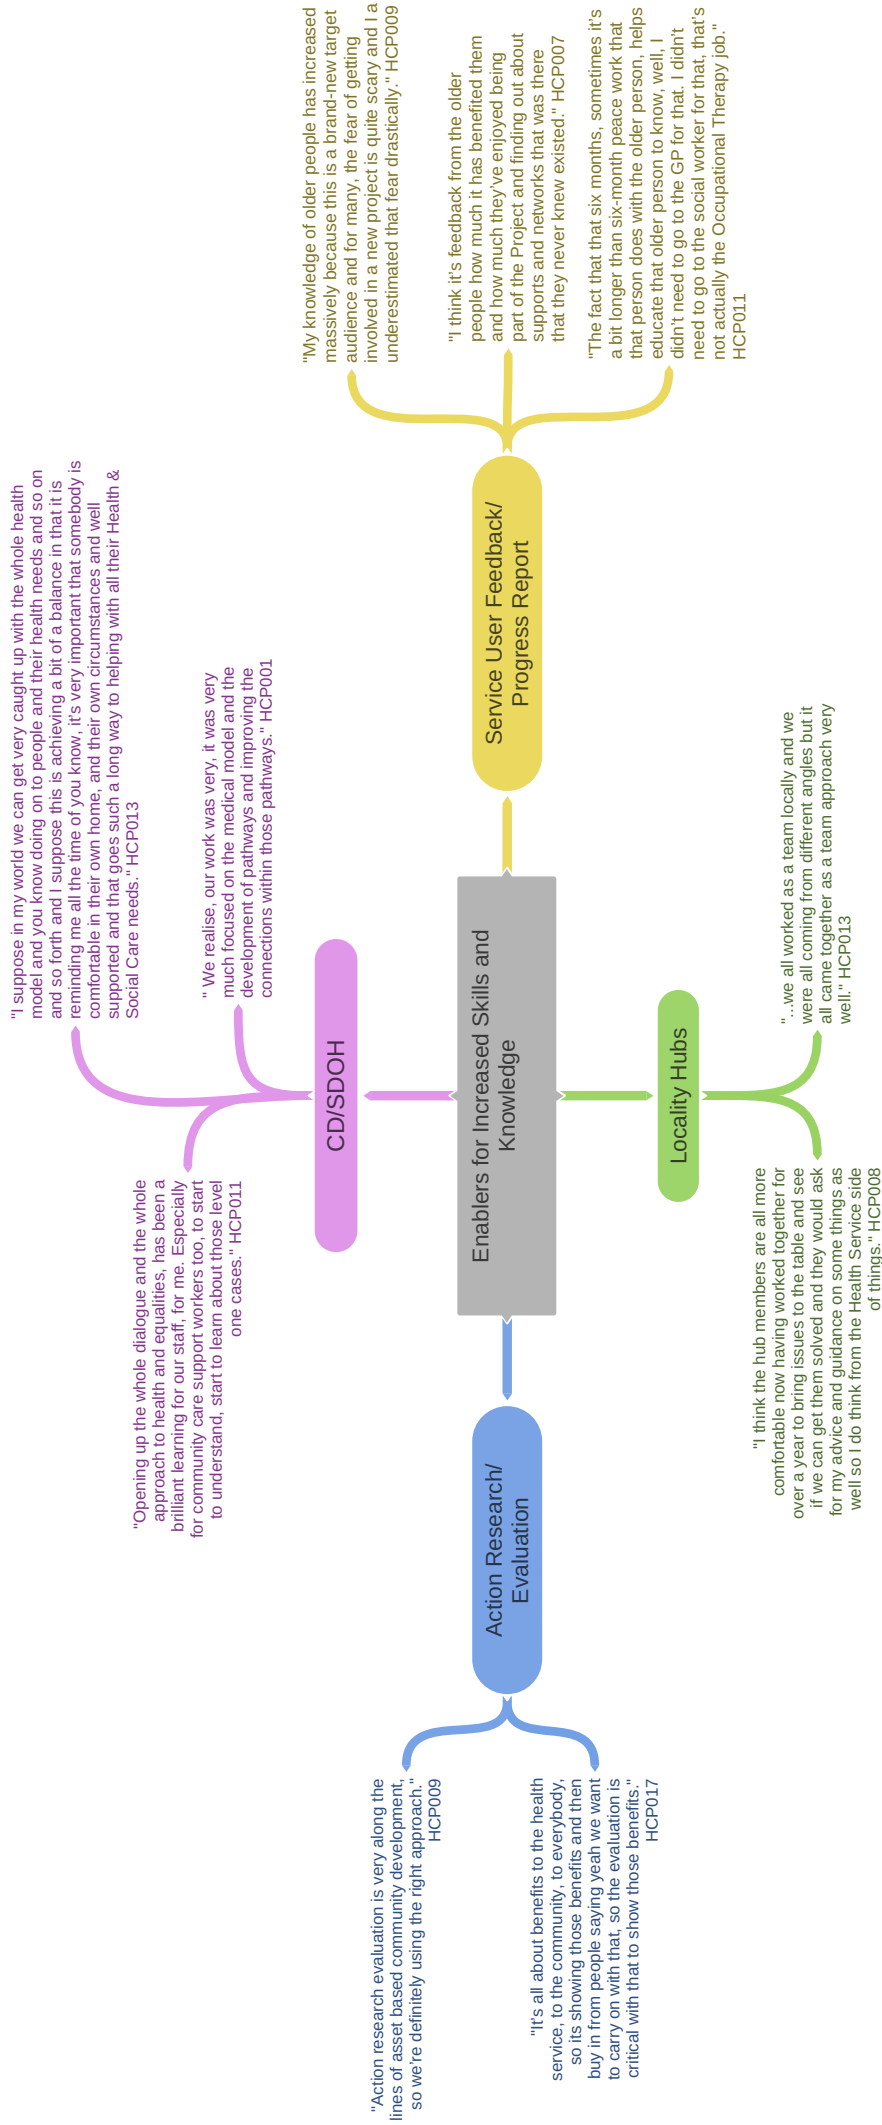 "I suppose in my world we can get very caught up with the whole health
model and you know doing on to people and their health needs and so on
and so forth and I suppose this is achieving a bit of a balance in that it is
reminding me all the time of you know, it's very important that somebody is
comfortable in their own home, and their own circumstances and well
supported and that goes such a long way to helping with all their Health &
Social Care needs." HCP013
"Opening up the whole dialogue and the whole
approach to health and equalities, has been a
brilliant learning for our staff, for me. Especially
for community care support workers too, to start
to understand, start to learn about those level
one cases." HCP011
" We realise, our work was very, it was very
much focused on the medical model and the
development of pathways and improving the
connections within those pathways." HCP001
CD/SDOH
"My knowledge of older people has increased
massively because this is a brand-new target
audience and for many, the fear of getting
involved in a new project is quite scary and I a
underestimated that fear drastically." HCP009
"Action research evaluation is very along the
lines of asset based community development,
so we're definitely using the right approach."
HCP009
Action Research/
Evaluation
Enablers for Increased Skills and
Knowledge
Service User Feedback/
Progress Report
"I think it's feedback from the older
people how much it has benefited them
and how much they've enjoyed being
part of the Project and finding out about
supports and networks that was there
that they never knew existed." HCP007
"It's all about benefits to the health
service, to the community, to everybody,
so its showing those benefits and then
buy in from people saying yeah we want
to carry on with that, so the evaluation is
critical with that to show those benefits."
HCP017
"The fact that that six months, sometimes it's
a bit longer than six-month peace work that
that person does with the older person, helps
educate that older person to know, well, I
didn't need to go to the GP for that. I didn't
need to go to the social worker for that, that's
not actually the Occupational Therapy job."
HCP011
Locality Hubs
"I think the hub members are all more
comfortable now having worked together for
over a year to bring issues to the table and see
if we can get them solved and they would ask
for my advice and guidance on some things as
well so I do think from the Health Service side
of things." HCP008
"...we all worked as a team locally and we
were all coming from different angles but it
all came together as a team approach very
well." HCP013